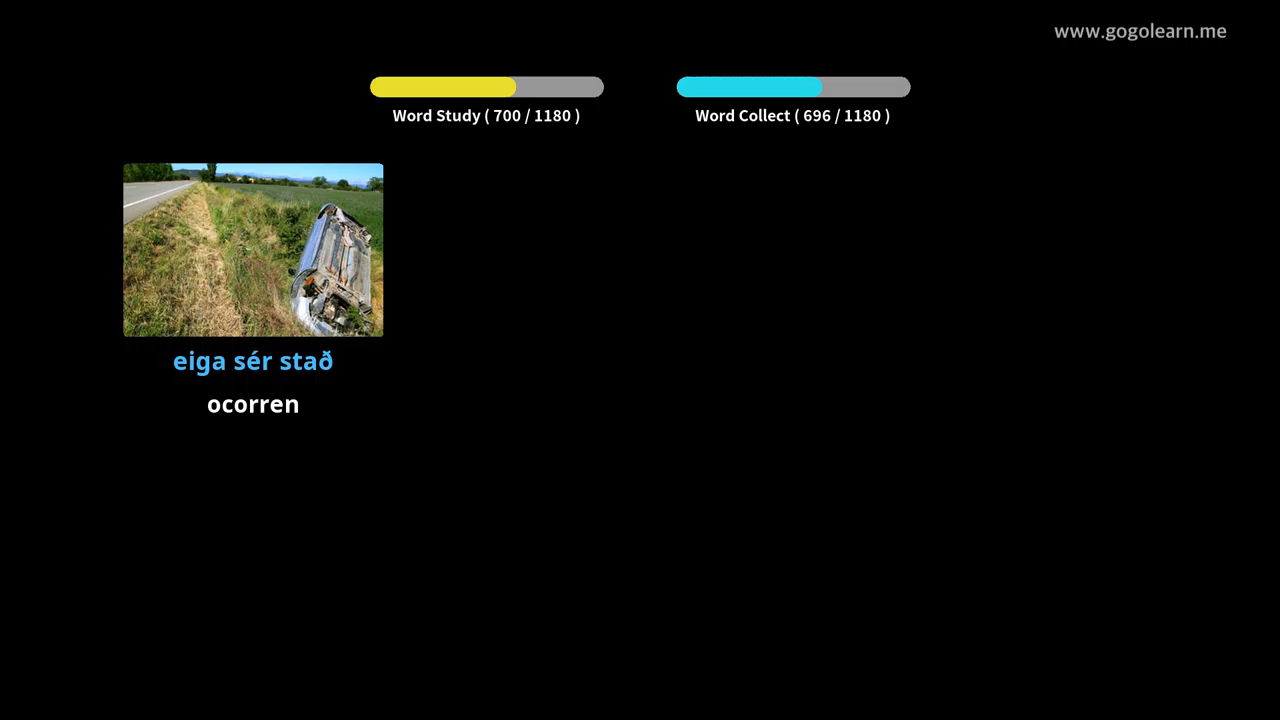 www.gogolearn.me
Word Study ( 700 / 1180 )
Word Collect ( 696 / 1180 )
eiga sér stað
ocorren